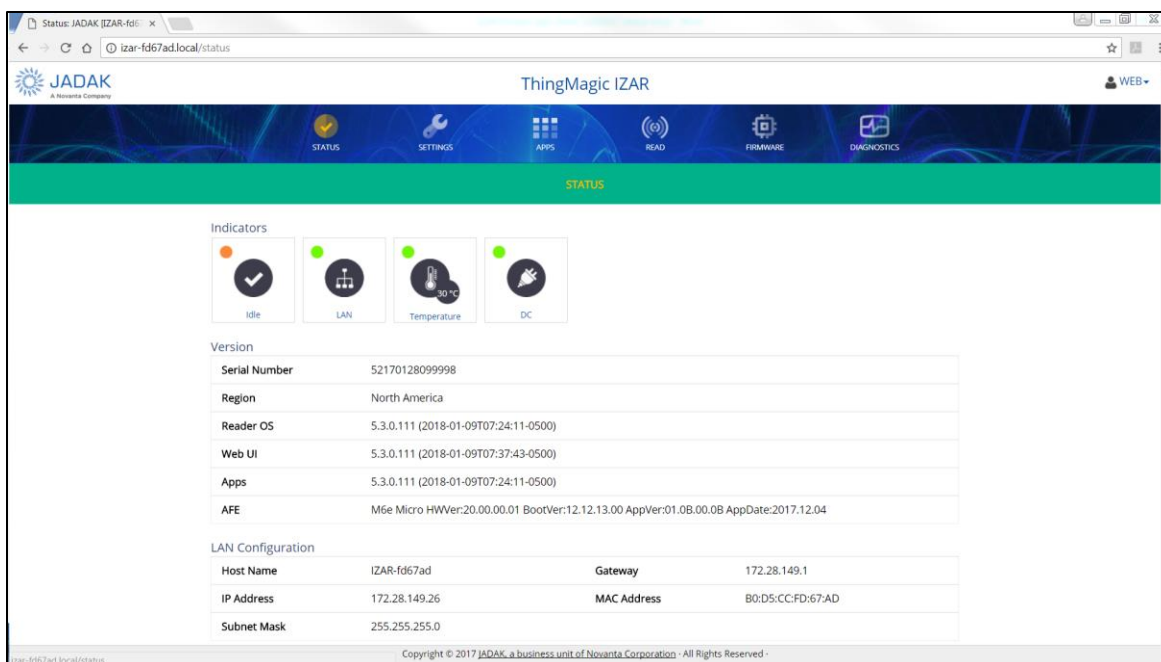 Status: JADAK [IZAR-fd6
izar-fd67ad.local/status
JADAK
A Novanta Company
ThingMagic IZAR
WEB
STATUS SETTINGS APPS READ FIRMWARE DIAGNOSTICS
STATUS
Indicators
30 °C
Idle LAN Temperature DC
Version
Serial Number 52170128099998
Region North America
Reader OS 5.3.0.111 (2018-01-09T07:24:11-0500)
Web UI 5.3.0.111 (2018-01-09T07:37:43-0500)
Apps 5.3.0.111 (2018-01-09T07:24:11-0500)
AFE M6e Micro HWVer:20.00.00.01 BootVer:12.12.13.00 AppVer:01.0B.00.0B AppDate:2017.12.04
LAN Configuration
Host Name IZAR-fd67ad Gateway 172.28.149.1
IP Address 172.28.149.26 MAC Address B0:D5:CC:FD:67:AD
Subnet Mask 255.255.255.0
izar-fd67ad.local/status
Copyright © 2017 JADAK, a business unit of Novanta Corporation - All Rights Reserved -